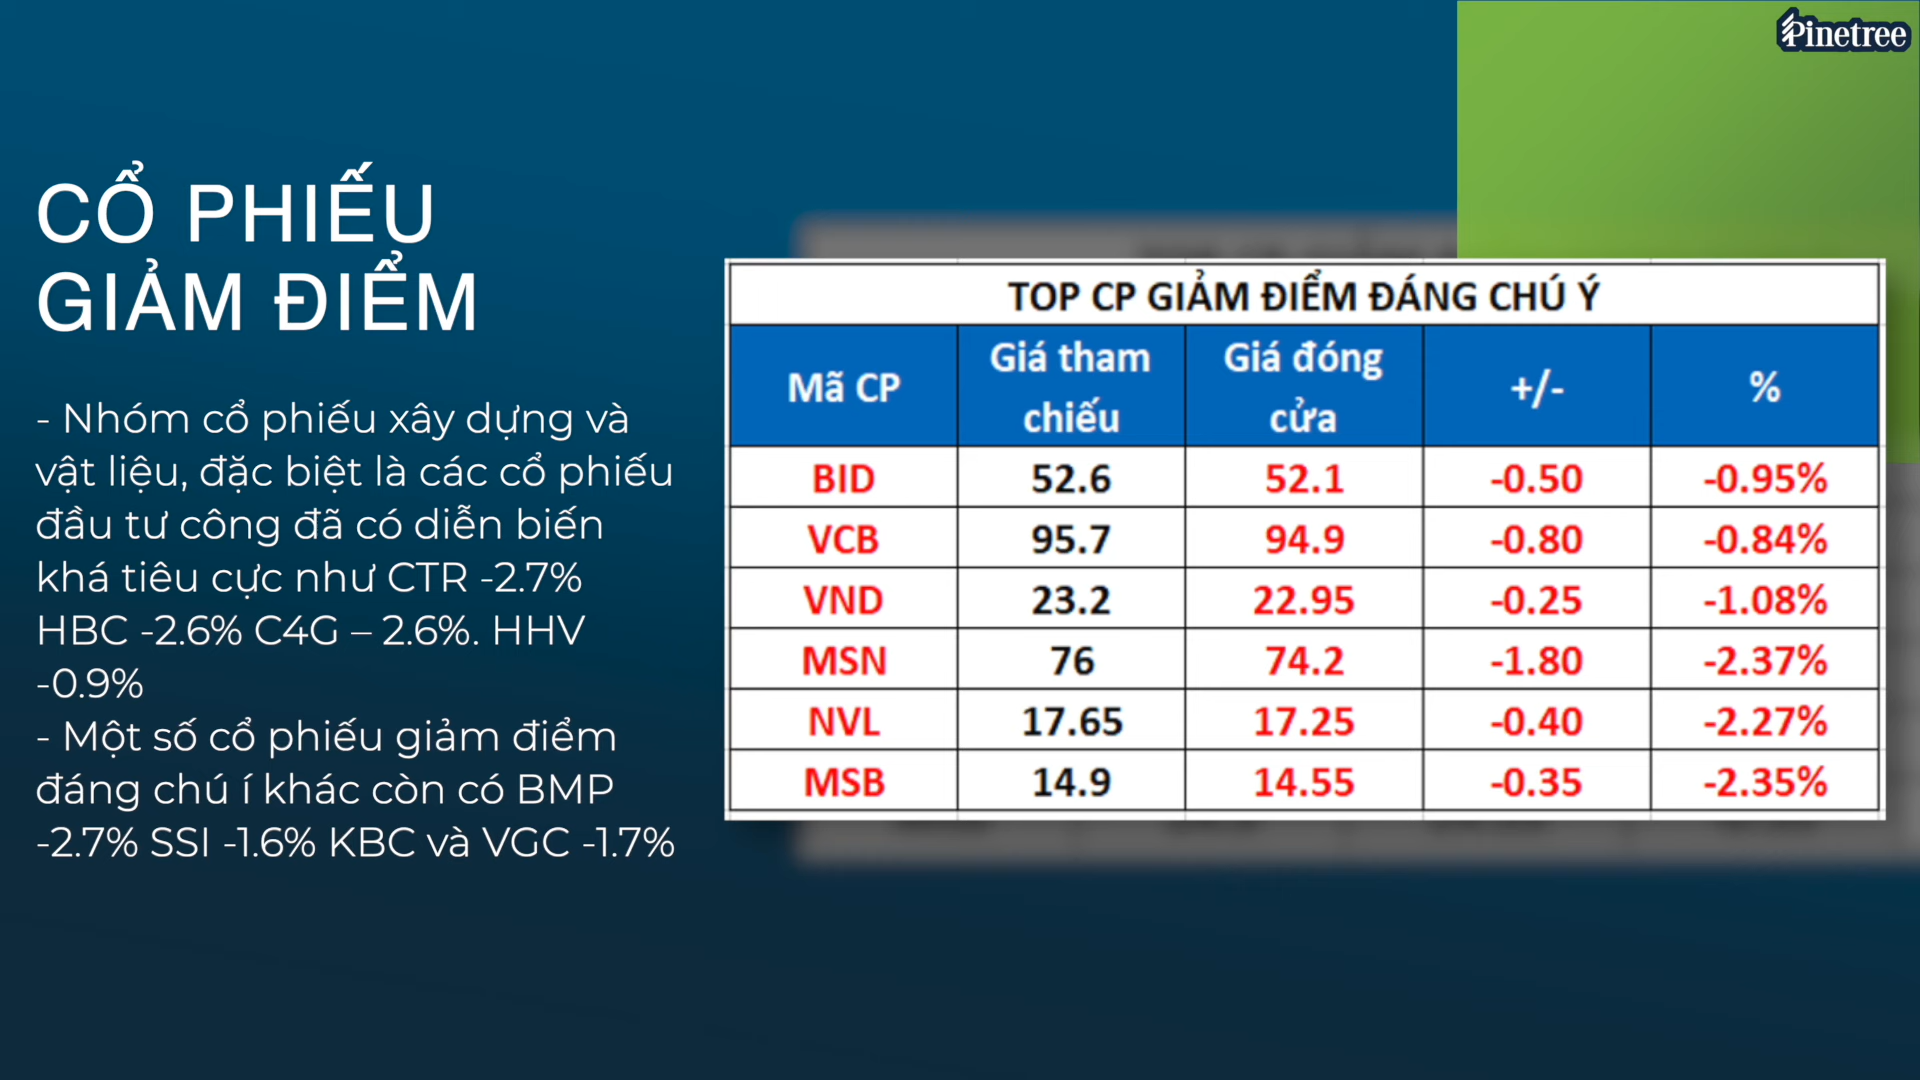 Pinetree
CỔ PHIẾU
GIẢM ĐIỂM
- Nhóm cổ phiếu xây dựng và
vật liệu, đặc biệt là các cổ phiếu
đầu tư công đã có diễn biến
khá tiêu cực như CTR -2.7%
HBC -2.6% C4G – 2.6%. HHV
-0.9%
- Một số cổ phiếu giảm điểm
đáng chú í khác còn có BMP
-2.7% SSI -1.6% KBC và VGC -1.7%
TOP CP GIẢM ĐIỂM ĐÁNG CHÚ Ý
Mã CP Giá tham chiếu Giá đóng cửa +/- %
BID 52.6 52.1 -0.50 -0.95%
VCB 95.7 94.9 -0.80 -0.84%
VND 23.2 22.95 -0.25 -1.08%
MSN 76 74.2 -1.80 -2.37%
NVL 17.65 17.25 -0.40 -2.27%
MSB 14.9 14.55 -0.35 -2.35%